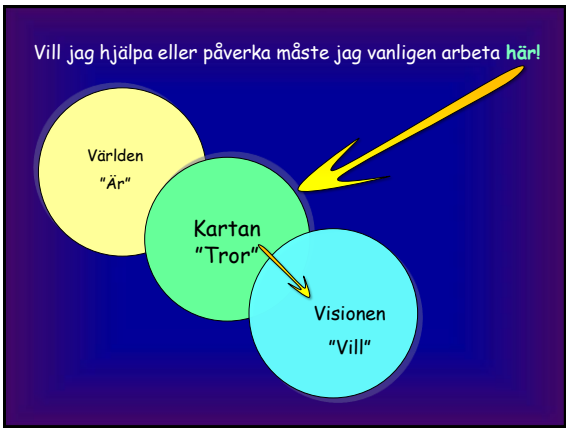 Vill jag hjälpa eller påverka måste jag vanligen arbeta här!
Världen
"Är"
Kartan
"Tror"
Visionen
"Vill"